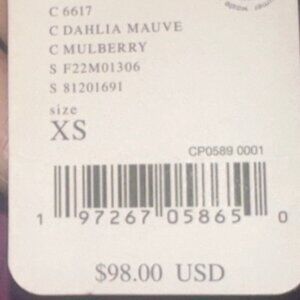 C 6617
C DAHLIA MAUVE
C MULBERRY
S F22M01306
S 81201691
size
XS
CP0589 0001
1 97267 05865 0
$98.00 USD